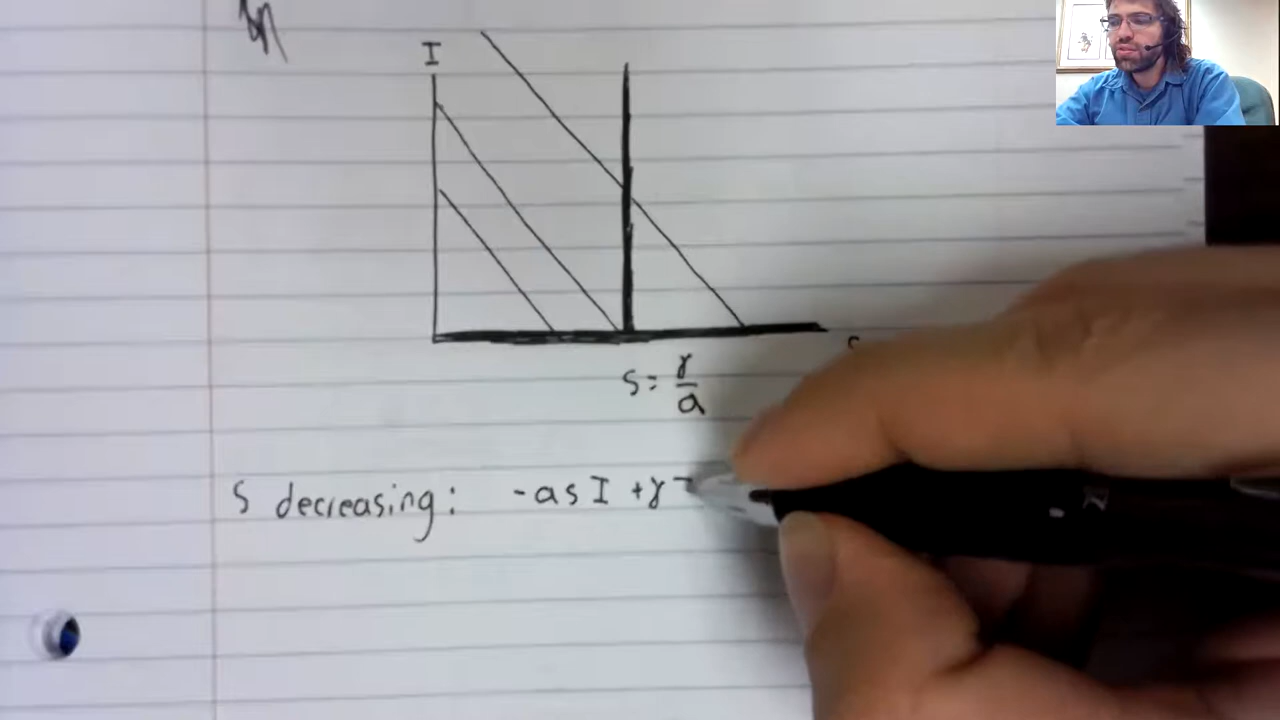 I
S = γ/a
S decreasing: -asI + γ